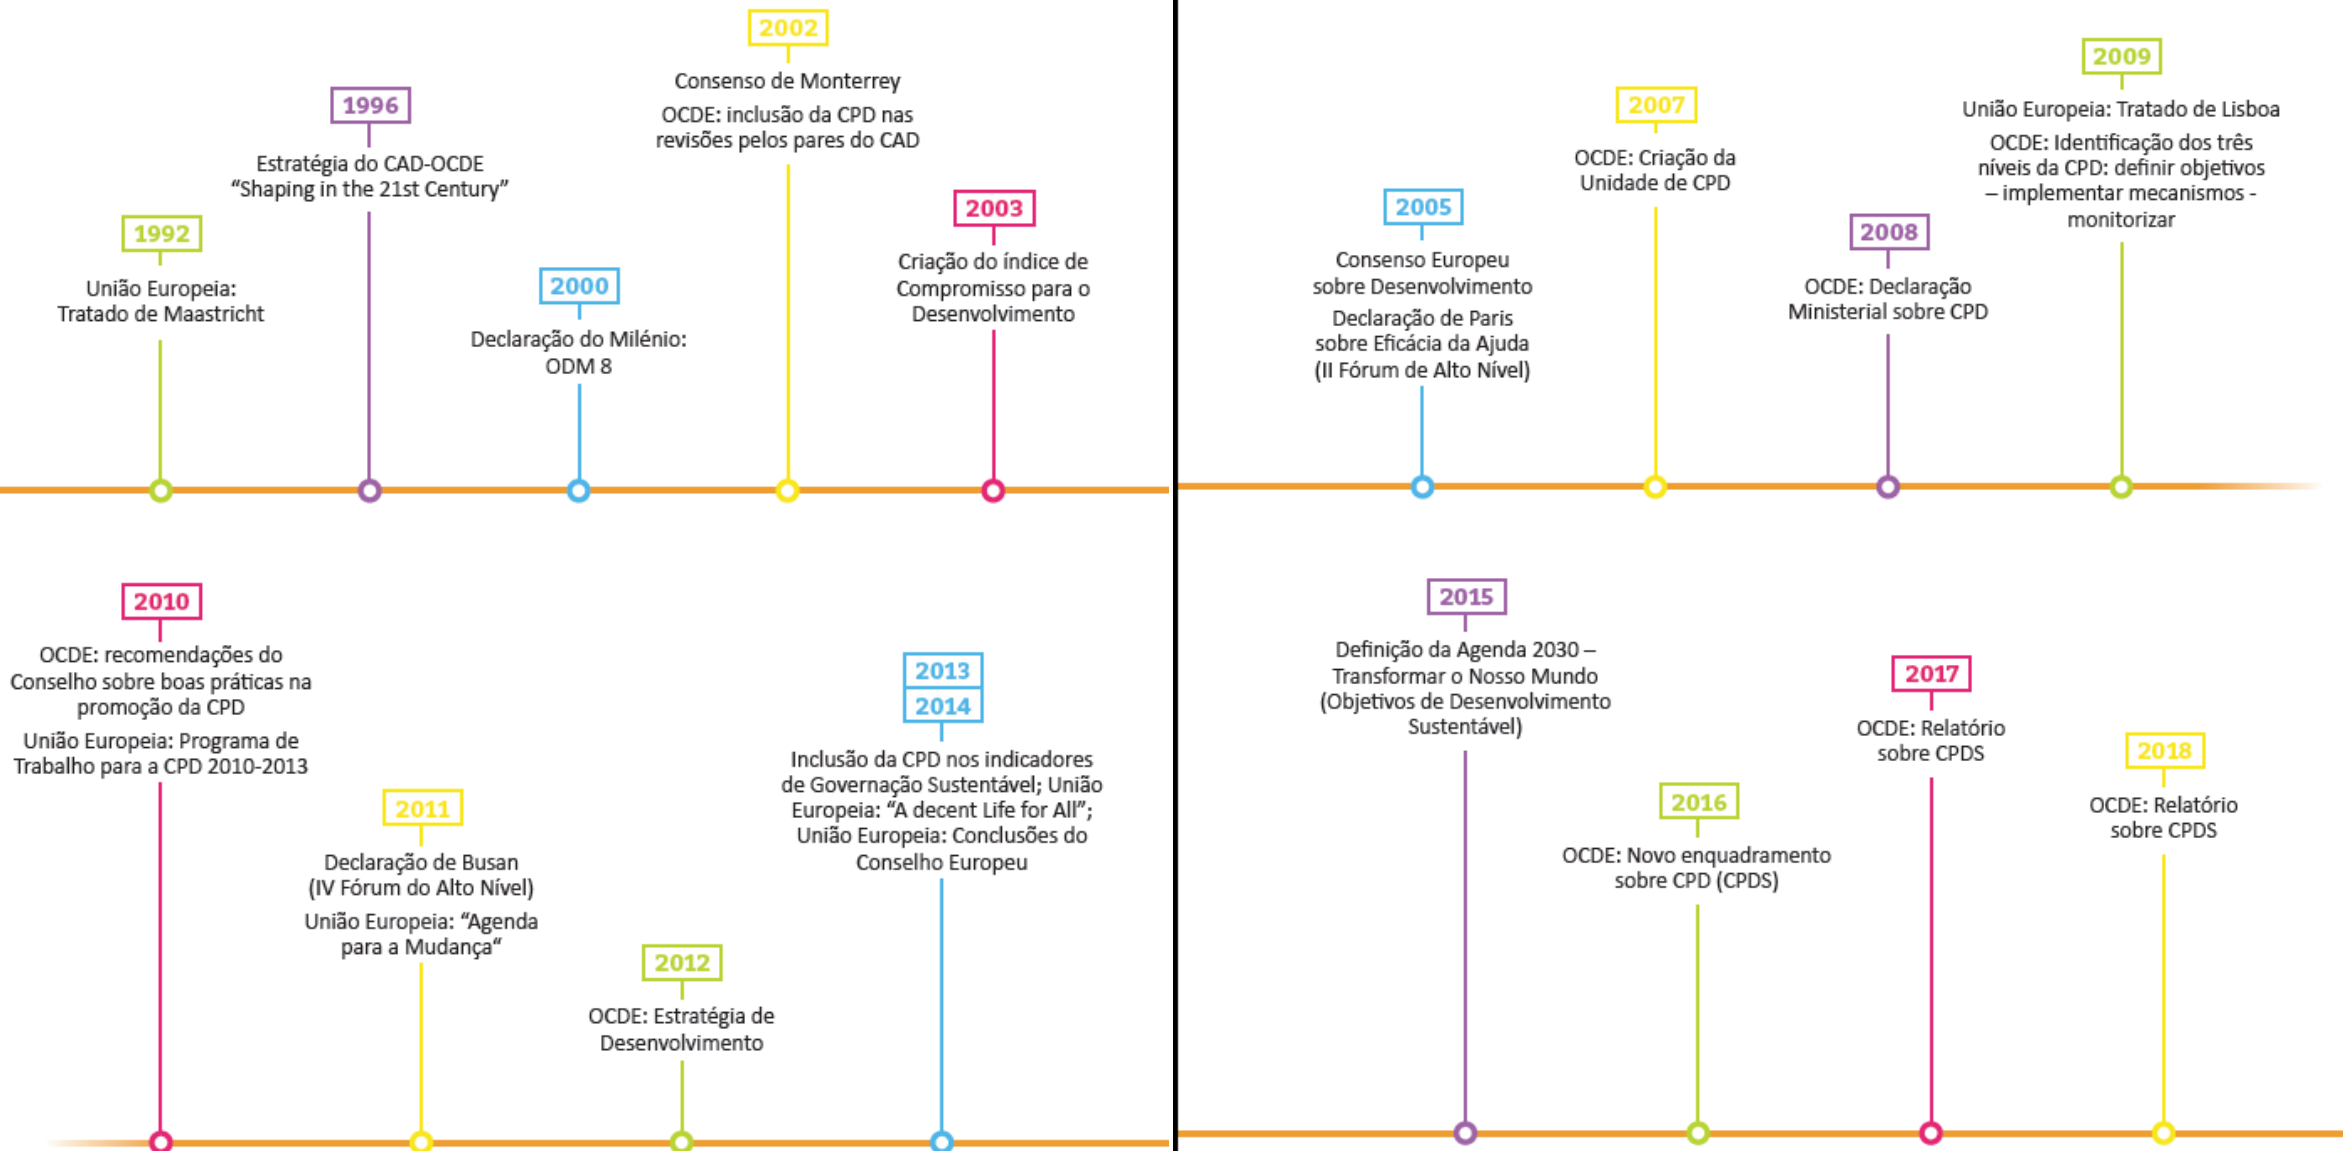 1992
União Europeia:
Tratado de Maastricht
1996
Estratégia do CAD-OCDE
“Shaping in the 21st Century”
2000
Declaração do Milénio:
ODM 8
2002
Consenso de Monterrey
OCDE: inclusão da CPD nas
revisões pelos pares do CAD
2003
Criação do índice de
Compromisso para o
Desenvolvimento
2005
Consenso Europeu
sobre Desenvolvimento
Declaração de Paris
sobre Eficácia da Ajuda
(II Fórum de Alto Nível)
2007
OCDE: Criação da
Unidade de CPD
2008
OCDE: Declaração
Ministerial sobre CPD
2009
União Europeia: Tratado de Lisboa
OCDE: Identificação dos três
níveis da CPD: definir objetivos
– implementar mecanismos -
monitorizar
2010
OCDE: recomendações do
Conselho sobre boas práticas na
promoção da CPD
União Europeia: Programa de
Trabalho para a CPD 2010-2013
2011
Declaração de Busan
(IV Fórum do Alto Nível)
União Europeia: “Agenda
para a Mudança“
2012
OCDE: Estratégia de
Desenvolvimento
2013
2014
Inclusão da CPD nos indicadores
de Governação Sustentável; União
Europeia: “A decent Life for All”;
União Europeia: Conclusões do
Conselho Europeu
2015
Definição da Agenda 2030 –
Transformar o Nosso Mundo
(Objetivos de Desenvolvimento
Sustentável)
2016
OCDE: Novo enquadramento
sobre CPD (CPDS)
2017
OCDE: Relatório
sobre CPDS
2018
OCDE: Relatório
sobre CPDS